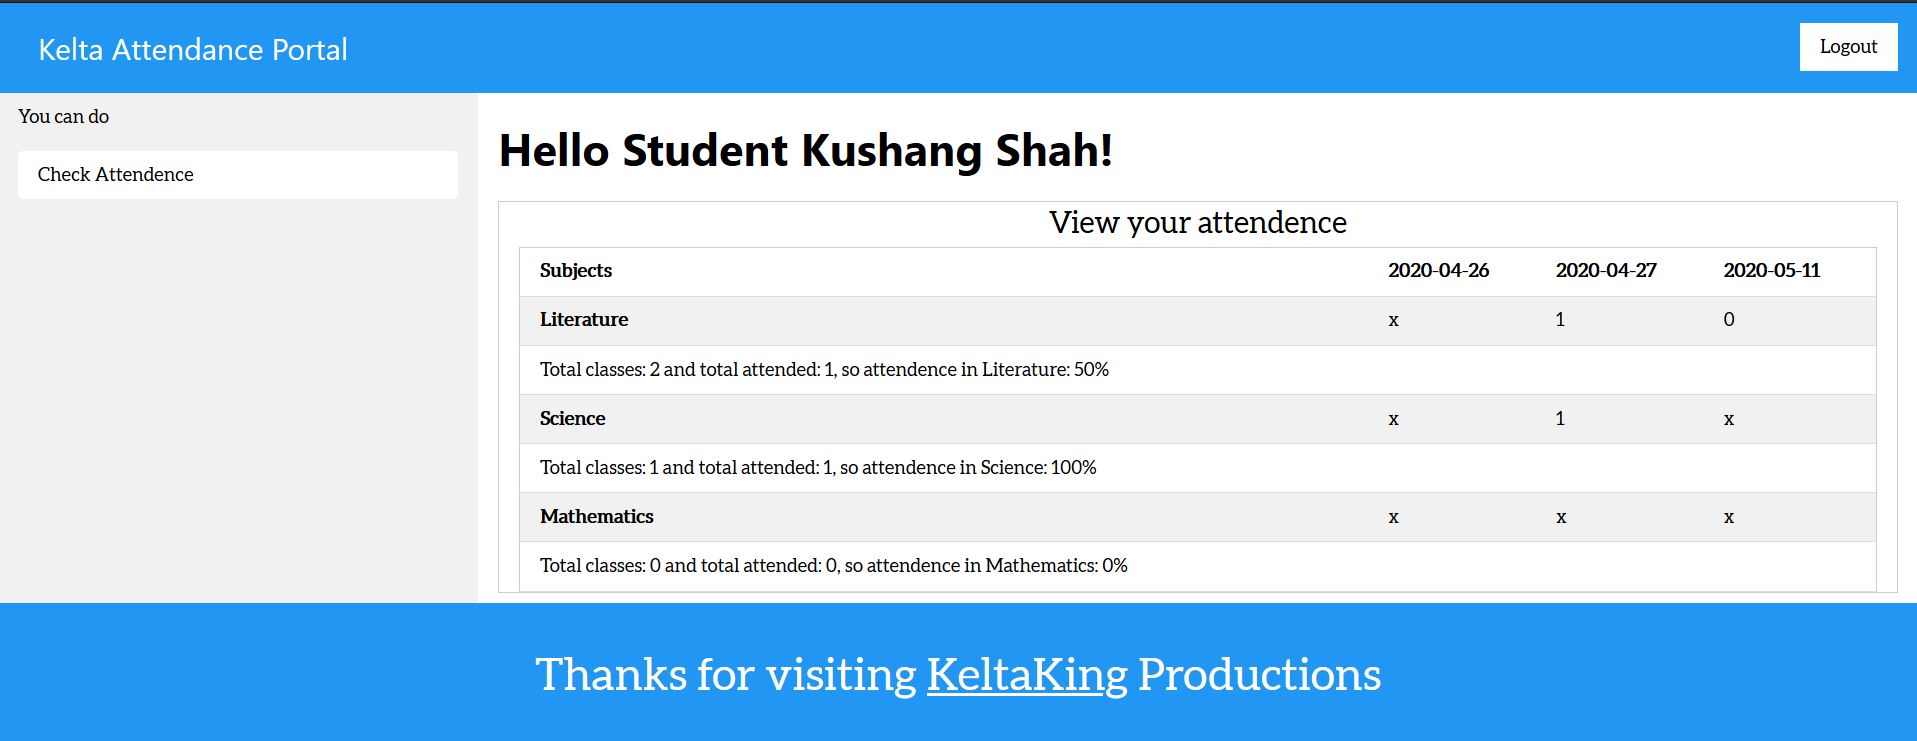 Kelta Attendance Portal
Logout
You can do
Check Attendence
Hello Student Kushang Shah!
View your attendence
Subjects 2020-04-26 2020-04-27 2020-05-11
Literature x 1 0
Total classes: 2 and total attended: 1, so attendence in Literature: 50%
Science x 1 x
Total classes: 1 and total attended: 1, so attendence in Science: 100%
Mathematics x x x
Total classes: 0 and total attended: 0, so attendence in Mathematics: 0%
Thanks for visiting KeltaKing Productions